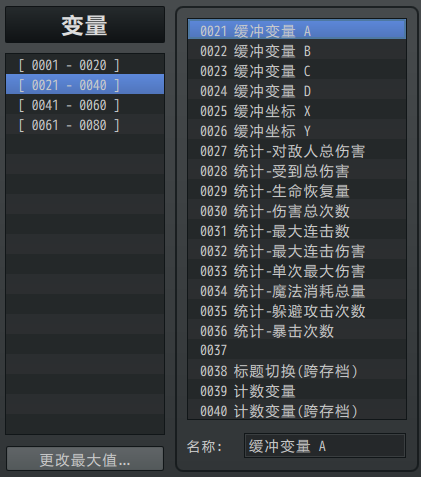 变量
[ 0001 - 0020 ]
[ 0021 - 0040 ]
[ 0041 - 0060 ]
[ 0061 - 0080 ]
更改最大值…
0021 缓冲变量 A
0022 缓冲变量 B
0023 缓冲变量 C
0024 缓冲变量 D
0025 缓冲坐标 X
0026 缓冲坐标 Y
0027 统计-对敌人总伤害
0028 统计-受到总伤害
0029 统计-生命恢复量
0030 统计-伤害总次数
0031 统计-最大连击数
0032 统计-最大连击伤害
0033 统计-单次最大伤害
0034 统计-魔法消耗总量
0035 统计-躲避攻击次数
0036 统计-暴击次数
0037
0038 标题切换(跨存档)
0039 计数变量
0040 计数变量(跨存档)
名称: 缓冲变量 A